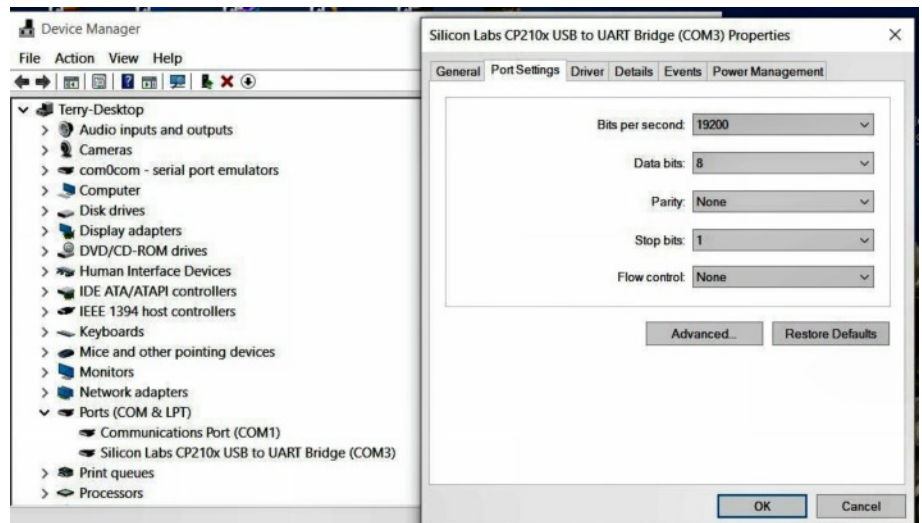 Device Manager
File Action View Help
Terry-Desktop
Audio inputs and outputs
Cameras
com0com - serial port emulators
Computer
Disk drives
Display adapters
DVD/CD-ROM drives
Human Interface Devices
IDE ATA/ATAPI controllers
IEEE 1394 host controllers
Keyboards
Mice and other pointing devices
Monitors
Network adapters
Ports (COM & LPT)
Communications Port (COM1)
Silicon Labs CP210x USB to UART Bridge (COM3)
Print queues
Processors
Silicon Labs CP210x USB to UART Bridge (COM3) Properties
General Port Settings Driver Details Events Power Management
Bits per second: 19200
Data bits: 8
Parity: None
Stop bits: 1
Flow control: None
Advanced... Restore Defaults
OK Cancel